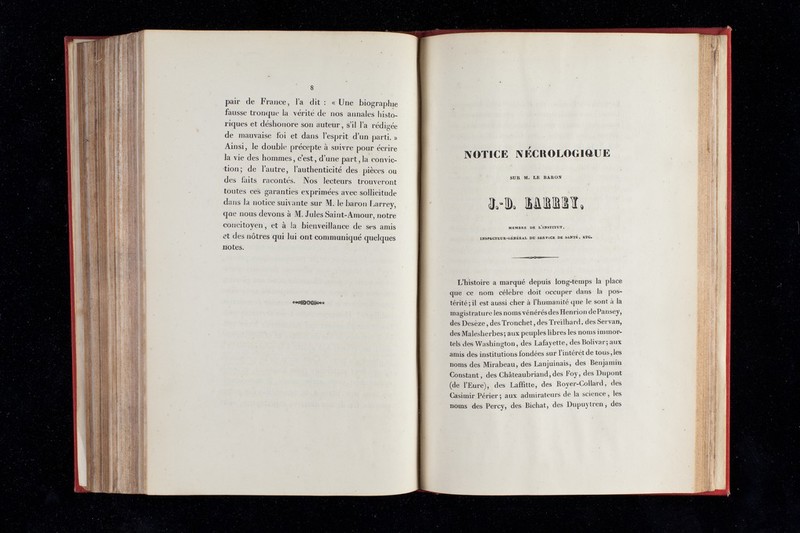 8
pair de France, l'a dit : « Une biographie
fausse tronque la vérité de nos annales histo-
riques et déshonore son auteur, s'il l'a rédigée
de mauvaise foi et dans l'esprit d'un parti. »
Ainsi, le double précepte à suivre pour écrire
la vie des hommes, c'est, d'une part, la convic-
tion; de l'autre, l'authenticité des pièces ou
des faits racontés. Nos lecteurs trouveront
toutes ces garanties exprimées avec sollicitude
dans la notice suivante sur M. le baron Larrey,
que nous devons à M. Jules Saint-Amour, notre
concitoyen, et à la bienveillance de ses amis
et des nôtres qui lui ont communiqué quelques
notes.
NOTICE NÉCROLOGIQUE
SUR M. LE BARON
J.-D. LARREY,
MEMBRE DE L'INSTITUT,
INSPECTEUR-GÉNÉRAL DU SERVICE DE SANTÉ, ETC.
L'histoire a marqué depuis long-temps la place
que ce nom célèbre doit occuper dans la pos-
térité; il est aussi cher à l'humanité que le sont à la
magistrature les noms vénérés des Henrion de Pansey,
des Desèze, des Tronchet, des Treilhard, des Servan,
des Malesherbes; aux peuples libres les noms immor-
tels des Washington, des Lafayette, des Bolivar; aux
amis des institutions fondées sur l'intérêt de tous, les
noms des Mirabeau, des Lanjuinais, des Benjamin
Constant, des Châteaubriand, des Foy, des Dupont
(de l'Eure), des Laffitte, des Royer-Collard, des
Casimir Périer; aux admirateurs de la science, les
noms des Percy, des Bichat, des Dupuytren, des